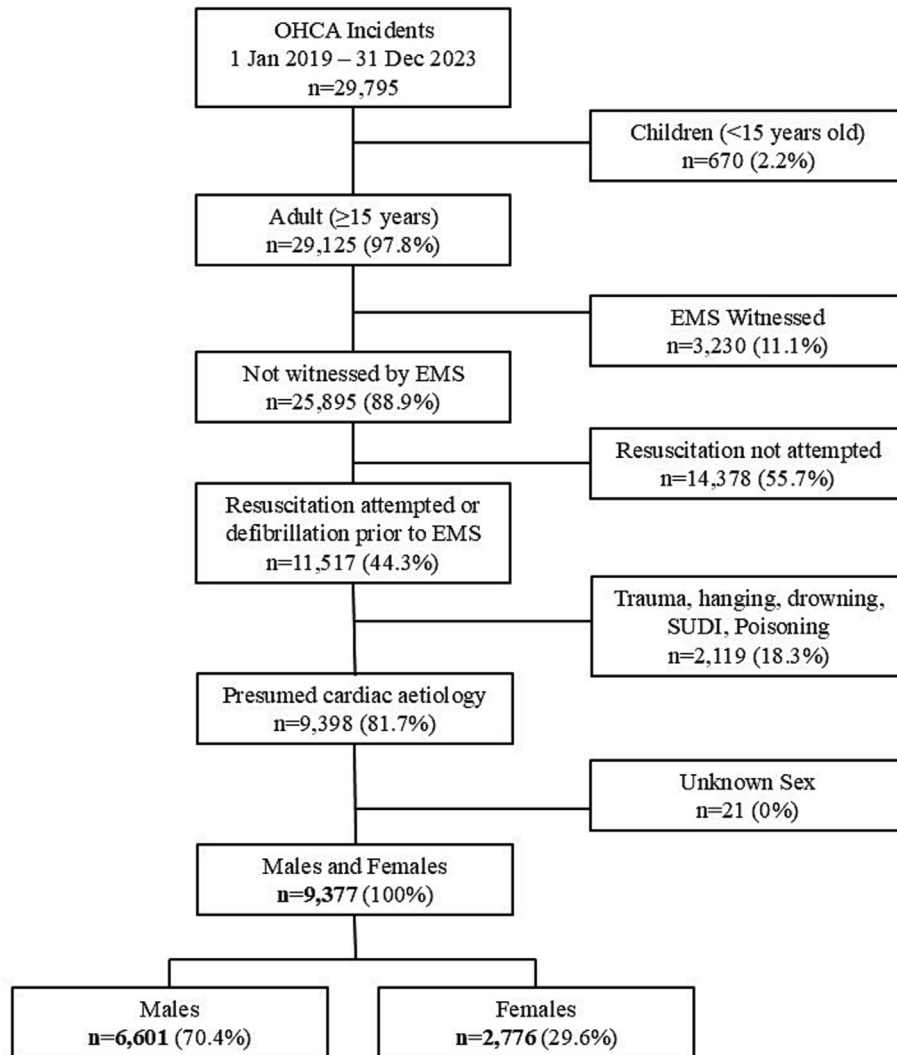 OHCA Incidents
1 Jan 2019 – 31 Dec 2023
n=29,795
Children (<15 years old)
n=670 (2.2%)
Adult (≥15 years)
n=29,125 (97.8%)
EMS Witnessed
n=3,230 (11.1%)
Not witnessed by EMS
n=25,895 (88.9%)
Resuscitation not attempted
n=14,378 (55.7%)
Resuscitation attempted or
defibrillation prior to EMS
n=11,517 (44.3%)
Trauma, hanging, drowning,
SUDI, Poisoning
n=2,119 (18.3%)
Presumed cardiac aetiology
n=9,398 (81.7%)
Unknown Sex
n=21 (0%)
Males and Females
n=9,377 (100%)
Males
n=6,601 (70.4%)
Females
n=2,776 (29.6%)